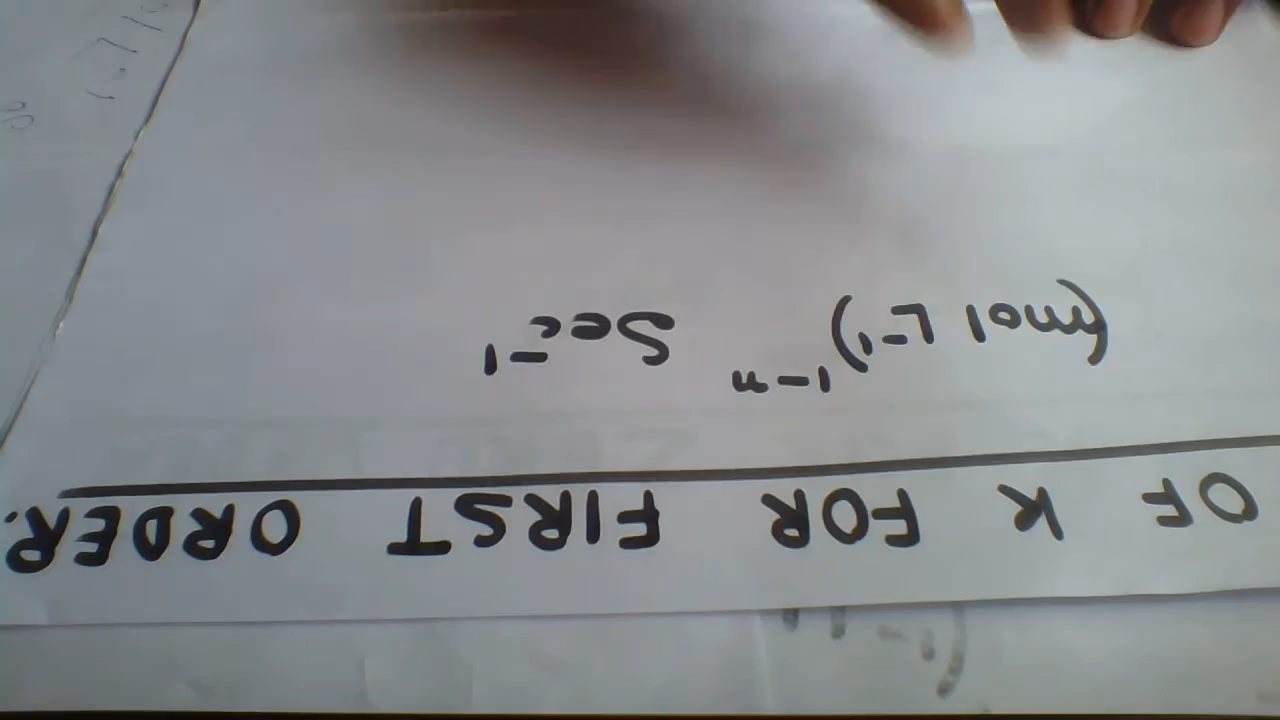 OF K FOR FIRST ORDER.
(mol L⁻¹)¹⁻ⁿ Sec⁻¹